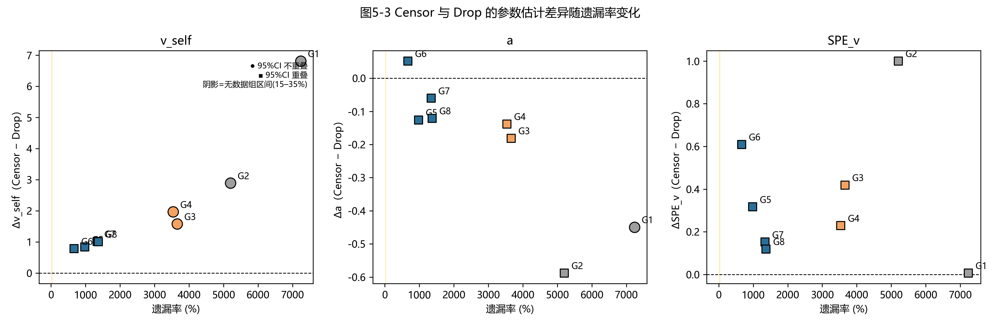 图5-3 Censor 与 Drop 的参数估计差异随遗漏率变化
v_self
Δv_self（Censor − Drop）
7
6
5
4
3
2
1
0
G1
● 95%CI 不重叠
■ 95%CI 重叠
阴影=无数据组区间(15–35%)
G2
G4
G3
G6
G5
G7
G8
0 1000 2000 3000 4000 5000 6000 7000
遗漏率 (%)
a
Δa（Censor − Drop）
0.0
-0.1
-0.2
-0.3
-0.4
-0.5
-0.6
G6
G7
G5
G8
G4
G3
G1
G2
0 1000 2000 3000 4000 5000 6000 7000
遗漏率 (%)
SPE_v
ΔSPE_v（Censor − Drop）
1.0
0.8
0.6
0.4
0.2
0.0
G2
G6
G3
G5
G4
G7
G8
G1
0 1000 2000 3000 4000 5000 6000 7000
遗漏率 (%)